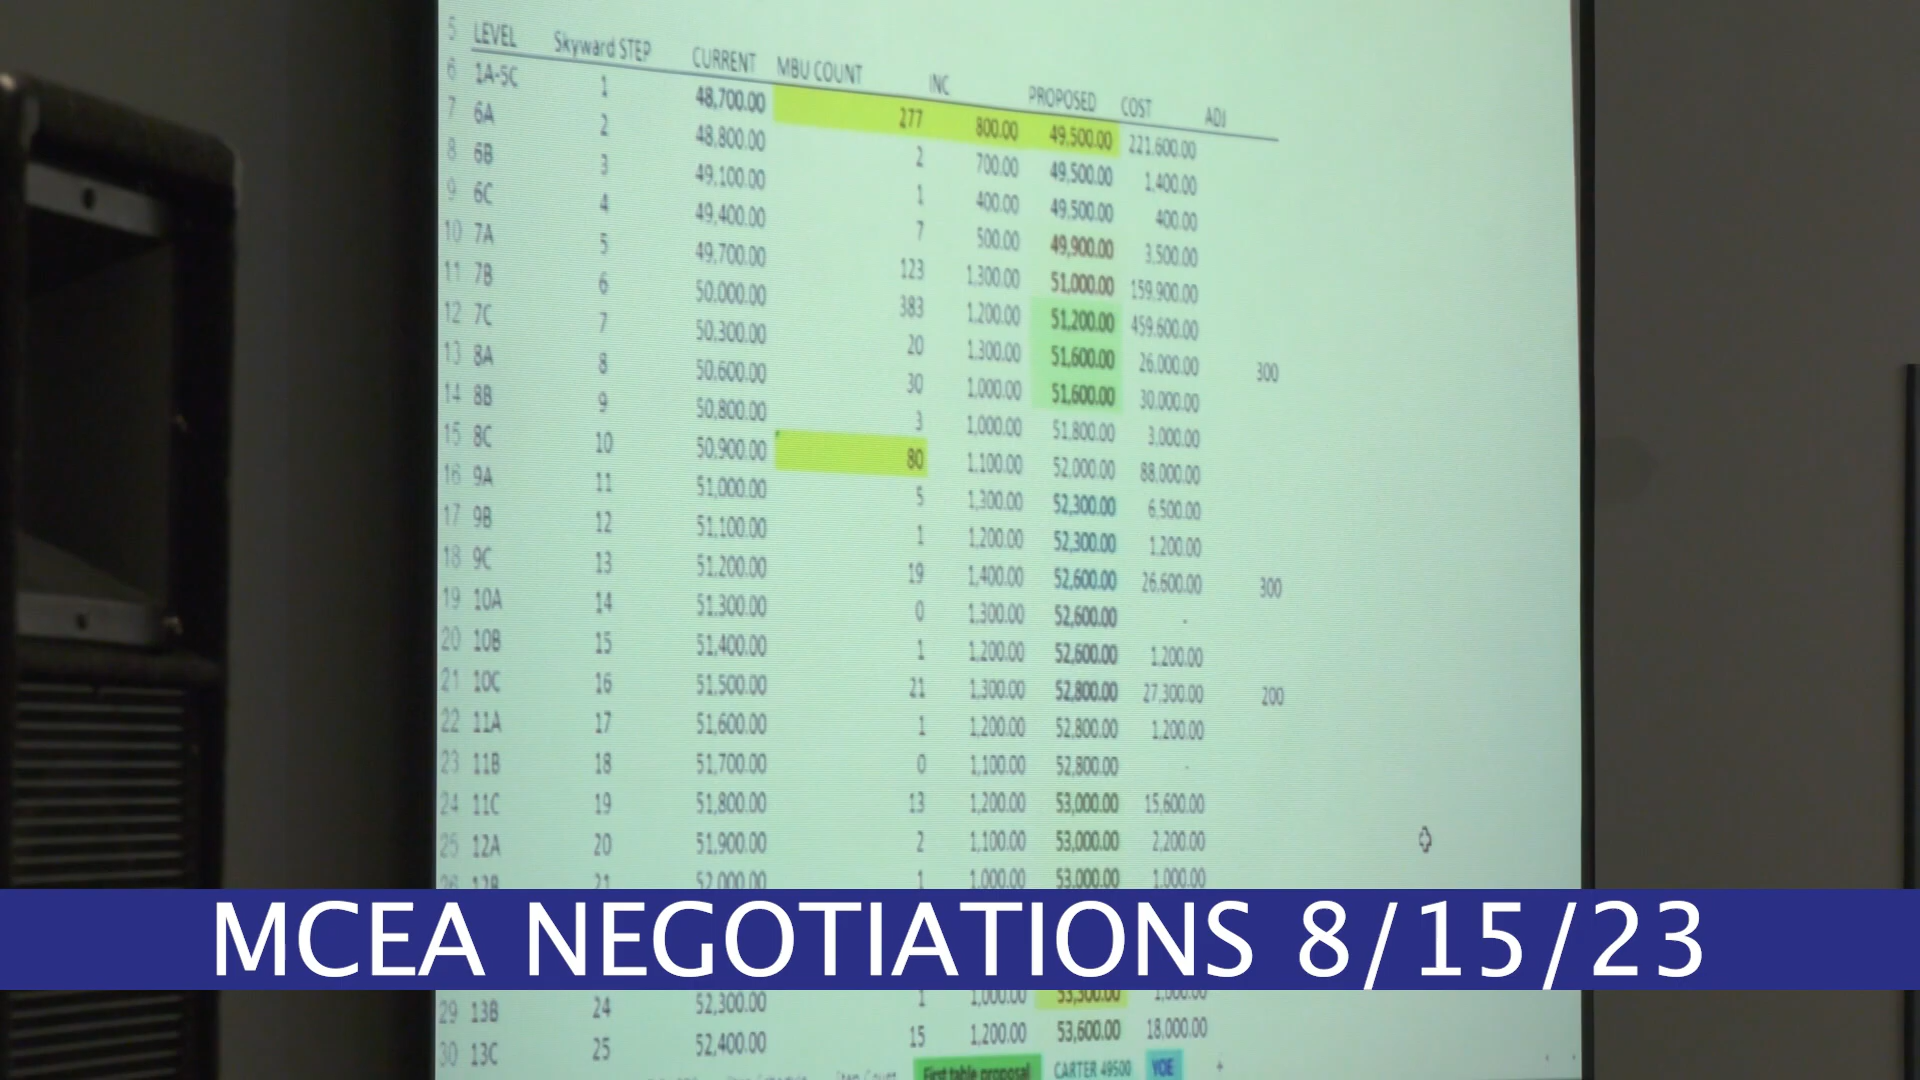 5 LEVEL Skyward STEP CURRENT MBU COUNT INC PROPOSED COST ADJ
6 1A-5C 1 48,700.00 277 800.00 49,500.00 221,600.00
7 6A 2 48,800.00 2 700.00 49,500.00 1,400.00
8 6B 3 49,100.00 1 400.00 49,500.00 400.00
9 6C 4 49,400.00 7 500.00 49,900.00 3,500.00
10 7A 5 49,700.00 123 1,300.00 51,000.00 159,900.00
11 7B 6 50,000.00 383 1,200.00 51,200.00 459,600.00
12 7C 7 50,300.00 20 1,300.00 51,600.00 26,000.00 300
13 8A 8 50,600.00 30 1,000.00 51,600.00 30,000.00
14 8B 9 50,800.00 3 1,000.00 51,800.00 3,000.00
15 8C 10 50,900.00 80 1,100.00 52,000.00 88,000.00
16 9A 11 51,000.00 5 1,300.00 52,300.00 6,500.00
17 9B 12 51,100.00 1 1,200.00 52,300.00 1,200.00
18 9C 13 51,200.00 19 1,400.00 52,600.00 26,600.00 300
19 10A 14 51,300.00 0 1,300.00 52,600.00 -
20 10B 15 51,400.00 1 1,200.00 52,600.00 1,200.00
21 10C 16 51,500.00 21 1,300.00 52,800.00 27,300.00 200
22 11A 17 51,600.00 1 1,200.00 52,800.00 1,200.00
23 11B 18 51,700.00 0 1,100.00 52,800.00 -
24 11C 19 51,800.00 13 1,200.00 53,000.00 15,600.00
25 12A 20 51,900.00 2 1,100.00 53,000.00 2,200.00
26 12B 21 52,000.00 1 1,000.00 53,000.00 1,000.00
MCEA NEGOTIATIONS 8/15/23
29 13B 24 52,300.00 1 1,000.00 53,300.00 1,000.00
30 13C 25 52,400.00 15 1,200.00 53,600.00 18,000.00
First table proposal CARTER 49500 YOE +